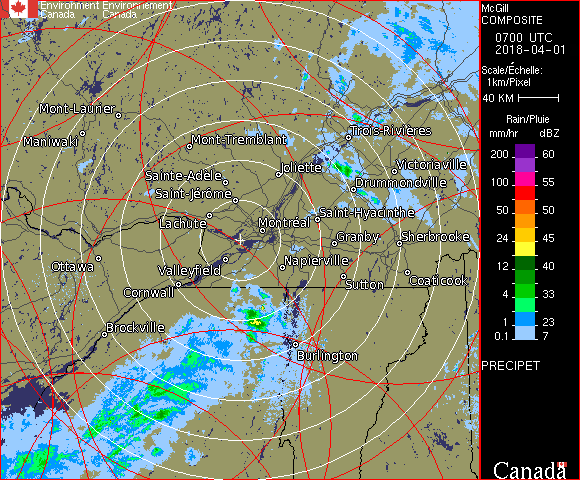 Environment Environnement
Canada Canada
McGill
COMPOSITE
0700 UTC
2018-04-01
Scale/Échelle:
1km/Pixel
40 KM
Rain/Pluie
mm/hr dBZ
200 60
100 55
50 50
24 45
12 40
4 33
1 23
0.1 7
PRECIPET
Mont-Laurier
Maniwaki
Mont-Tremblant
Trois-Rivières
Joliette
Victoriaville
Sainte-Adèle
Drummondville
Saint-Jérôme
Saint-Hyacinthe
Lachute
Montréal
Granby
Sherbrooke
Ottawa
Valleyfield
Napierville
Cornwall
Sutton
Coaticook
Brockville
Burlington
Canada